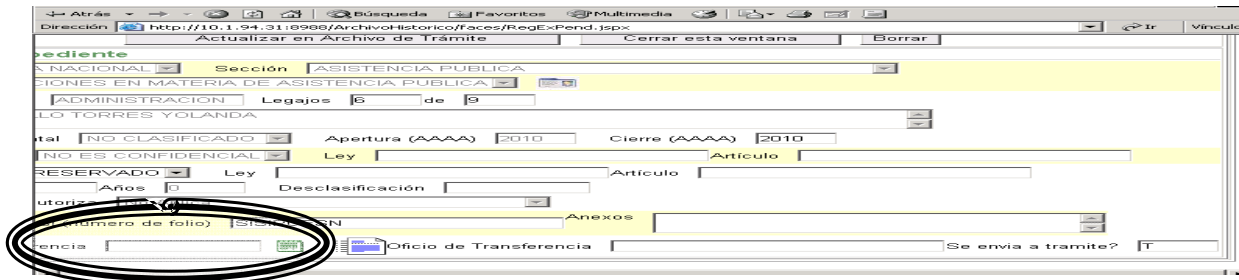 Atrás Búsqueda Favoritos Multimedia
Dirección http://10.1.94.31:8988/ArchivoHistorico/faces/RegExPend.jspx Ir Vínculo
Actualizar en Archivo de Trámite Cerrar esta ventana Borrar
pediente
A NACIONAL Sección ASISTENCIA PUBLICA
CIONES EN MATERIA DE ASISTENCIA PUBLICA
ADMINISTRACION Legajos 6 de 9
LLO TORRES YOLANDA
ntal NO CLASIFICADO Apertura (AAAA) 2010 Cierre (AAAA) 2010
NO ES CONFIDENCIAL Ley Artículo
RESERVADO Ley Artículo
Años 0 Desclasificación
utoriza
(número de folio) Anexos
encia Oficio de Transferencia Se envia a tramite? T